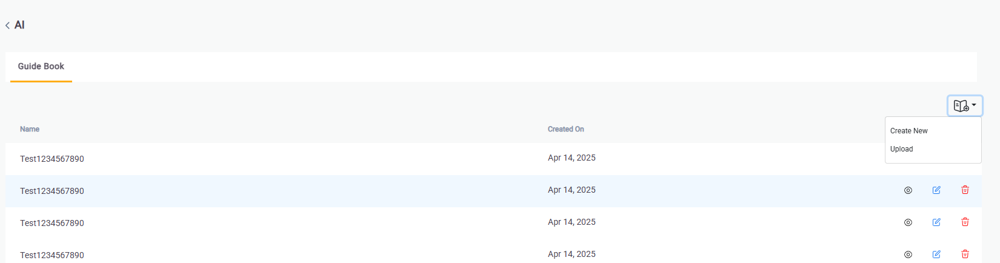 AI
Guide Book
Name Created On
Create New
Upload
Test1234567890 Apr 14, 2025
Test1234567890 Apr 14, 2025
Test1234567890 Apr 14, 2025
Test1234567890 Apr 14, 2025